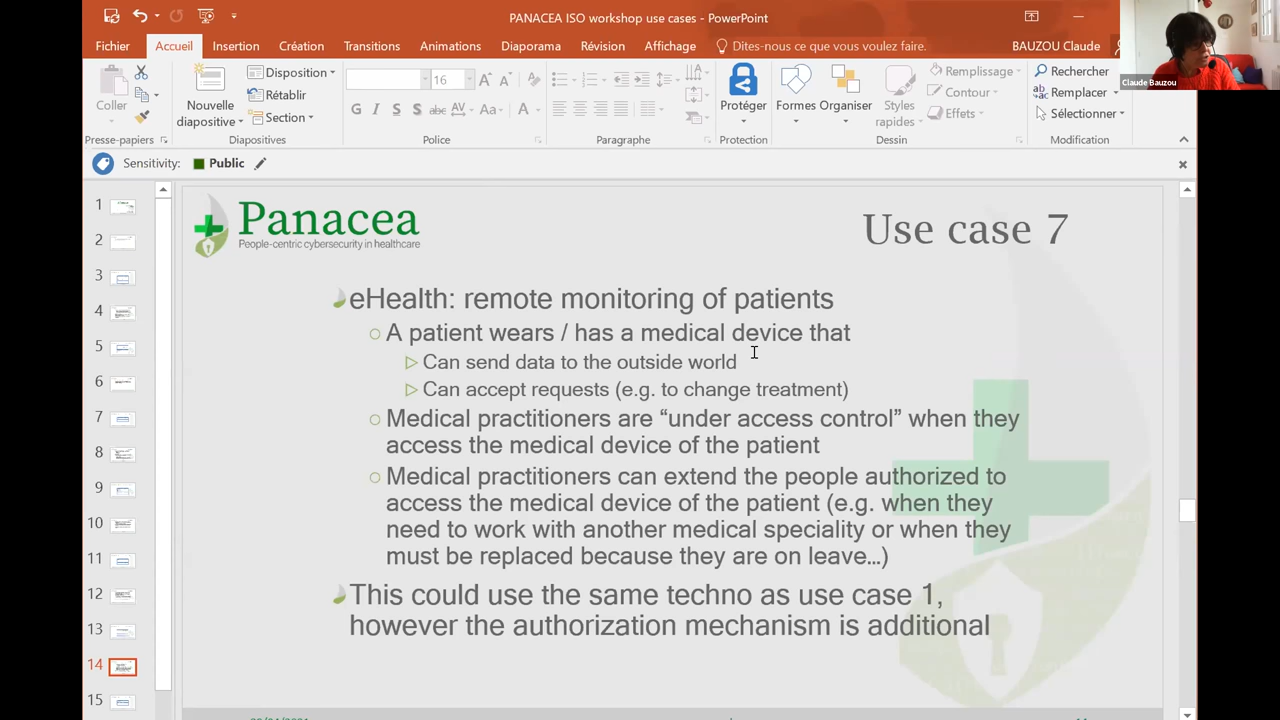 PANACEA ISO workshop use cases - PowerPoint
Fichier Accueil Insertion Création Transitions Animations Diaporama Révision Affichage Dites-nous ce que vous voulez faire. BAUZOU Claude
Claude Bauzou
Coller
Presse-papiers
Nouvelle
diapositive
Disposition
Rétablir
Section
Diapositives
16
G I S S abc AV Aa A
Police
Paragraphe
Protéger
Protection
Formes Organiser Styles
rapides
Remplissage
Contour
Effets
Dessin
Rechercher
Remplacer
Sélectionner
Modification
Sensitivity: Public
1
2
3
4
5
6
7
8
9
10
11
12
13
14
15
Panacea
People-centric cybersecurity in healthcare
Use case 7
eHealth: remote monitoring of patients
A patient wears / has a medical device that
Can send data to the outside world
Can accept requests (e.g. to change treatment)
Medical practitioners are “under access control” when they
access the medical device of the patient
Medical practitioners can extend the people authorized to
access the medical device of the patient (e.g. when they
need to work with another medical speciality or when they
must be replaced because they are on leave…)
This could use the same techno as use case 1,
however the authorization mechanism is additional